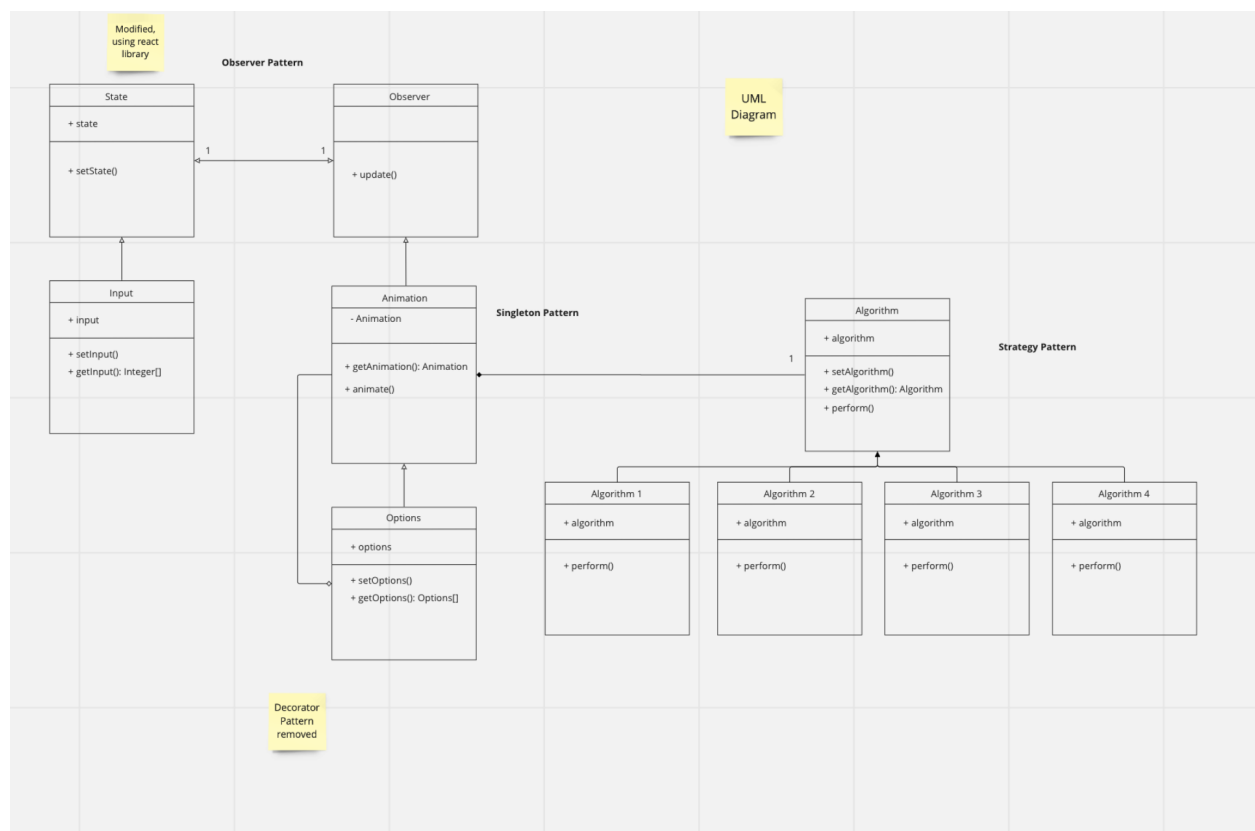 Modified,
using react
library
Observer Pattern
State
+ state
+ setState()
1
1
Observer
+ update()
UML
Diagram
Input
+ input
+ setInput()
+ getInput(): Integer[]
Animation
- Animation
+ getAnimation(): Animation
+ animate()
Singleton Pattern
1
Algorithm
+ algorithm
+ setAlgorithm()
+ getAlgorithm(): Algorithm
+ perform()
Strategy Pattern
Options
+ options
+ setOptions()
+ getOptions(): Options[]
Algorithm 1
+ algorithm
+ perform()
Algorithm 2
+ algorithm
+ perform()
Algorithm 3
+ algorithm
+ perform()
Algorithm 4
+ algorithm
+ perform()
Decorator
Pattern
removed